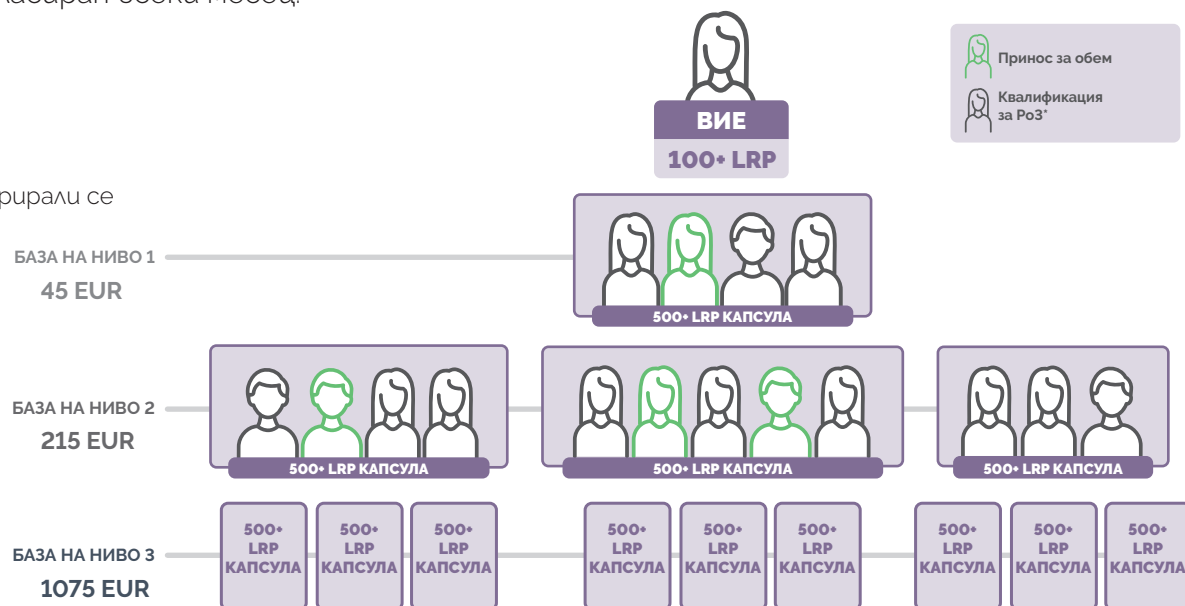 ВИЕ
100+ LRP
Принос за обем
Квалификация
за Po3*
рирали се
БАЗА НА НИВО 1
45 EUR
500+ LRP КАПСУЛА
БАЗА НА НИВО 2
215 EUR
500+ LRP КАПСУЛА
500+ LRP КАПСУЛА
500+ LRP КАПСУЛА
БАЗА НА НИВО 3
1075 EUR
500+
LRP
КАПСУЛА
500+
LRP
КАПСУЛА
500+
LRP
КАПСУЛА
500+
LRP
КАПСУЛА
500+
LRP
КАПСУЛА
500+
LRP
КАПСУЛА
500+
LRP
КАПСУЛА
500+
LRP
КАПСУЛА
500+
LRP
КАПСУЛА